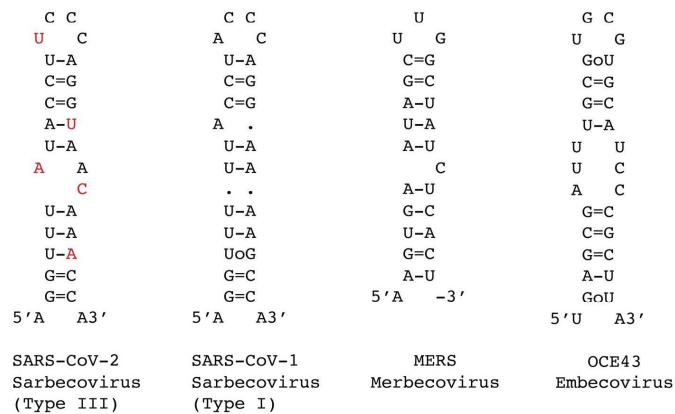 C C C C U G C
U C A C U G U G
U-A U-A C=G GoU
C=G C=G G=C C=G
C=G C=G A-U G=C
A-U A . U-A U-A
U-A U-A A U U
A A U-A C U C
C . . A-U A C
U-A U-A G-C G=C
U-A U-A U-A C=G
U-A UoG G=C G=C
G=C G=C A-U A-U
G=C G=C 5'A -3' GoU
5'A A3' 5'A A3' 5'U A3'
SARS-CoV-2 SARS-CoV-1 MERS OCE43
Sarbecovirus Sarbecovirus Merbecovirus Embecovirus
(Type III) (Type I)